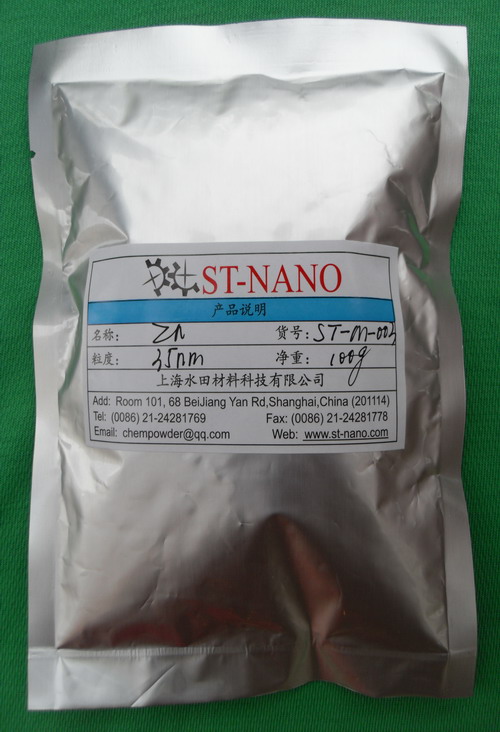 ST-NANO
产品说明
名称: Zn 货号: ST-M-003
粒度: 35nm 净重: 100g
上海水田材料科技有限公司
Add: Room 101, 68 BeiJiang Yan Rd,Shanghai,China (201114)
Tel: (0086) 21-24281769 Fax: (0086) 21-24281778
Email: chempowder@qq.com Web: www.st-nano.com